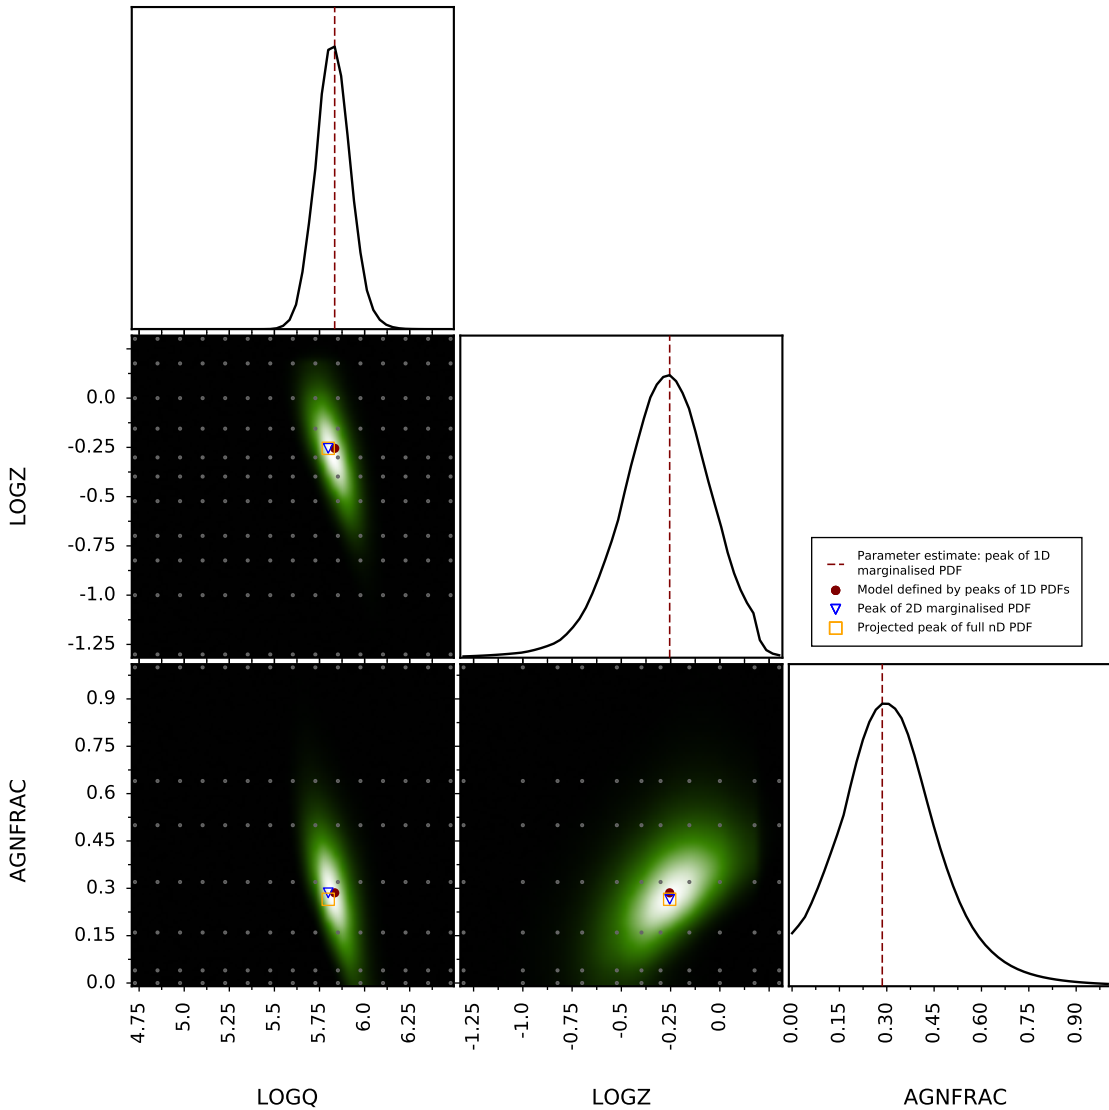 LOGZ
0.0
-0.25
-0.5
-0.75
-1.0
-1.25
Parameter estimate: peak of 1D
marginalised PDF
Model defined by peaks of 1D PDFs
Peak of 2D marginalised PDF
Projected peak of full nD PDF
AGNFRAC
0.9
0.75
0.6
0.45
0.3
0.15
0.0
4.75 5.0 5.25 5.5 5.75 6.0 6.25
-1.25 -1.0 -0.75 -0.5 -0.25 0.0
0.00 0.15 0.30 0.45 0.60 0.75 0.90
LOGQ LOGZ AGNFRAC